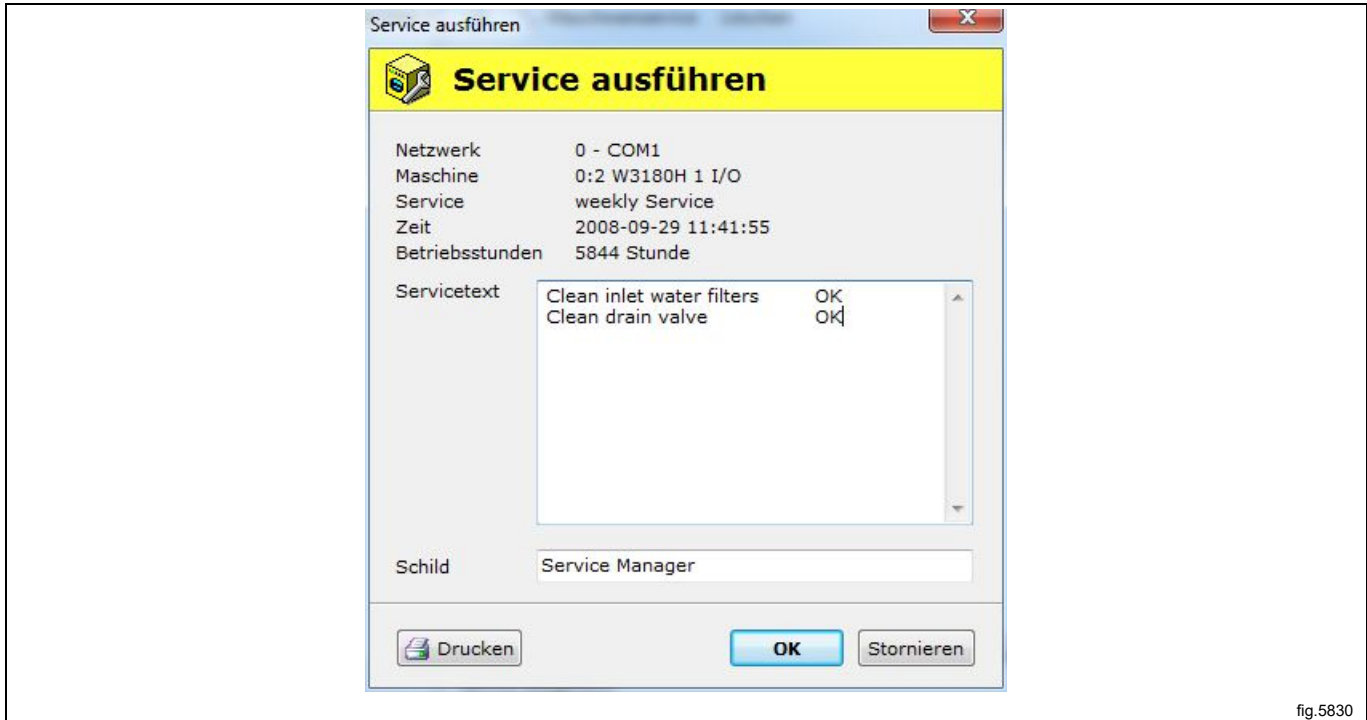 Service ausführen
Service ausführen
Netzwerk 0 - COM1
Maschine 0:2 W3180H 1 I/O
Service weekly Service
Zeit 2008-09-29 11:41:55
Betriebsstunden 5844 Stunde
Servicetext Clean inlet water filters OK
Clean drain valve OK
Schild Service Manager
Drucken OK Stornieren
fig.5830